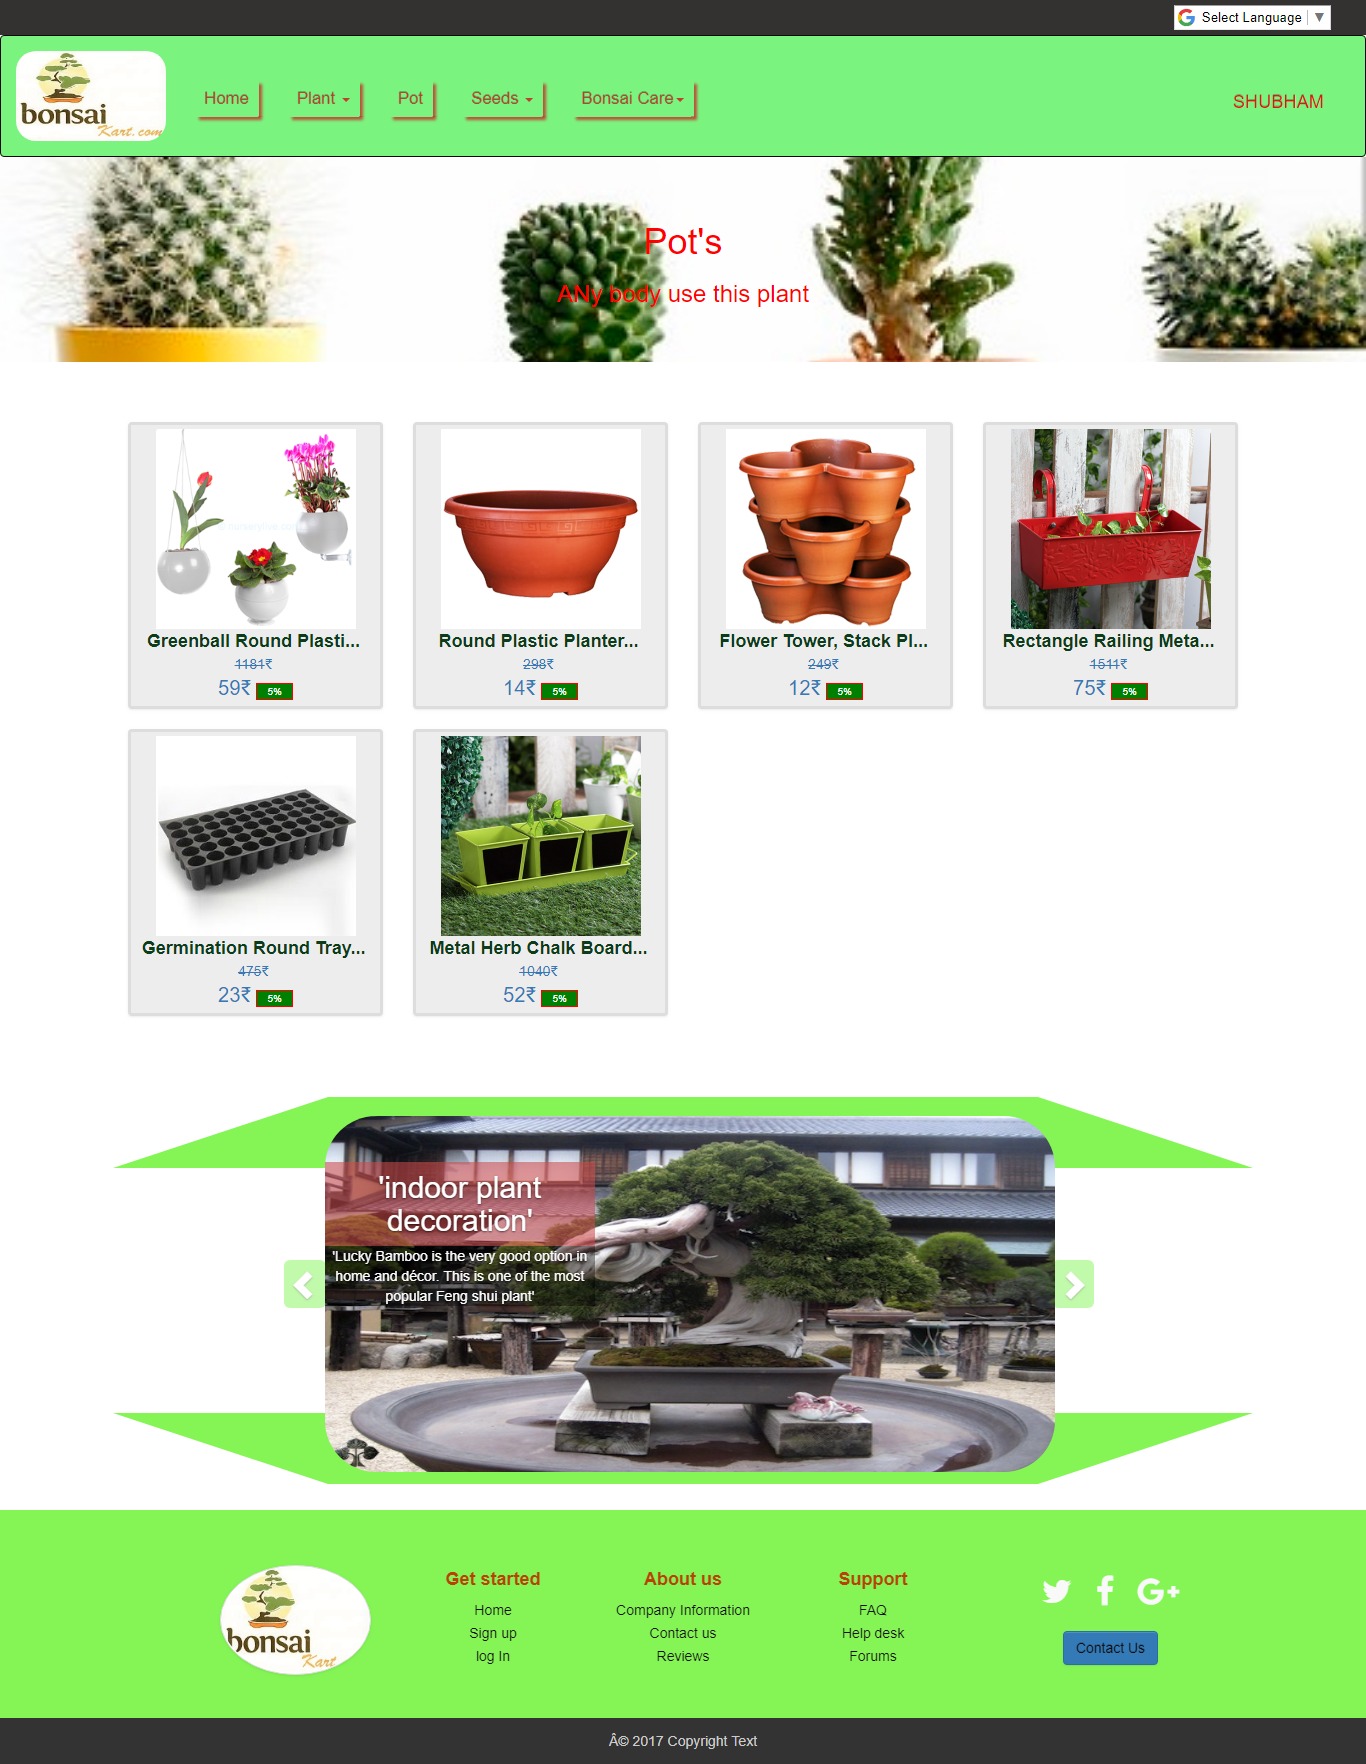 Select Language ▼
bonsai
Kart.com
Home
Plant
Pot
Seeds
Bonsai Care
SHUBHAM
Pot's
ANy body use this plant
Greenball Round Plasti...
1181₹
59₹ 5%
Round Plastic Planter...
298₹
14₹ 5%
Flower Tower, Stack Pl...
249₹
12₹ 5%
Rectangle Railing Meta...
1511₹
75₹ 5%
Germination Round Tray...
475₹
23₹ 5%
Metal Herb Chalk Board...
1040₹
52₹ 5%
'indoor plant
decoration'
'Lucky Bamboo is the very good option in
home and décor. This is one of the most
popular Feng shui plant'
bonsai
Kart
Get started
Home
Sign up
log In
About us
Company Information
Contact us
Reviews
Support
FAQ
Help desk
Forums
Contact Us
Â© 2017 Copyright Text